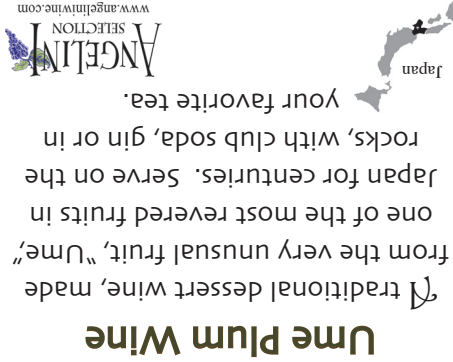 Ume Plum Wine
A traditional dessert wine, made
from the very unusual fruit, "Ume,"
one of the most revered fruits in
Japan for centuries. Serve on the
rocks, with club soda, gin or in
your favorite tea.
Japan
ANGELINI
SELECTION
www.angeliniwine.com